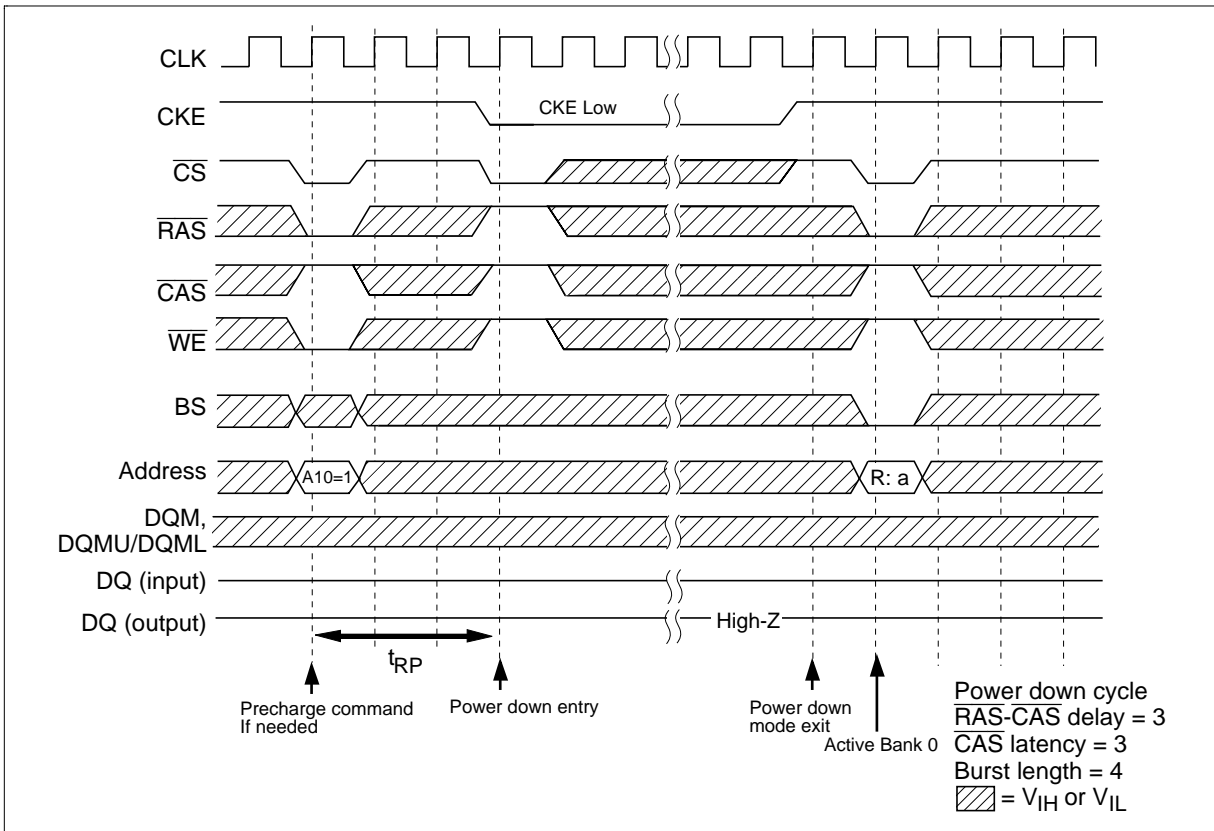 CLK
CKE
CKE Low
CS
RAS
CAS
WE
BS
Address
A10=1
R: a
DQM,
DQMU/DQML
DQ (input)
DQ (output)
High-Z
tRP
Precharge command
If needed
Power down entry
Power down
mode exit
Active Bank 0
Power down cycle
RAS-CAS delay = 3
CAS latency = 3
Burst length = 4
= VIH or VIL